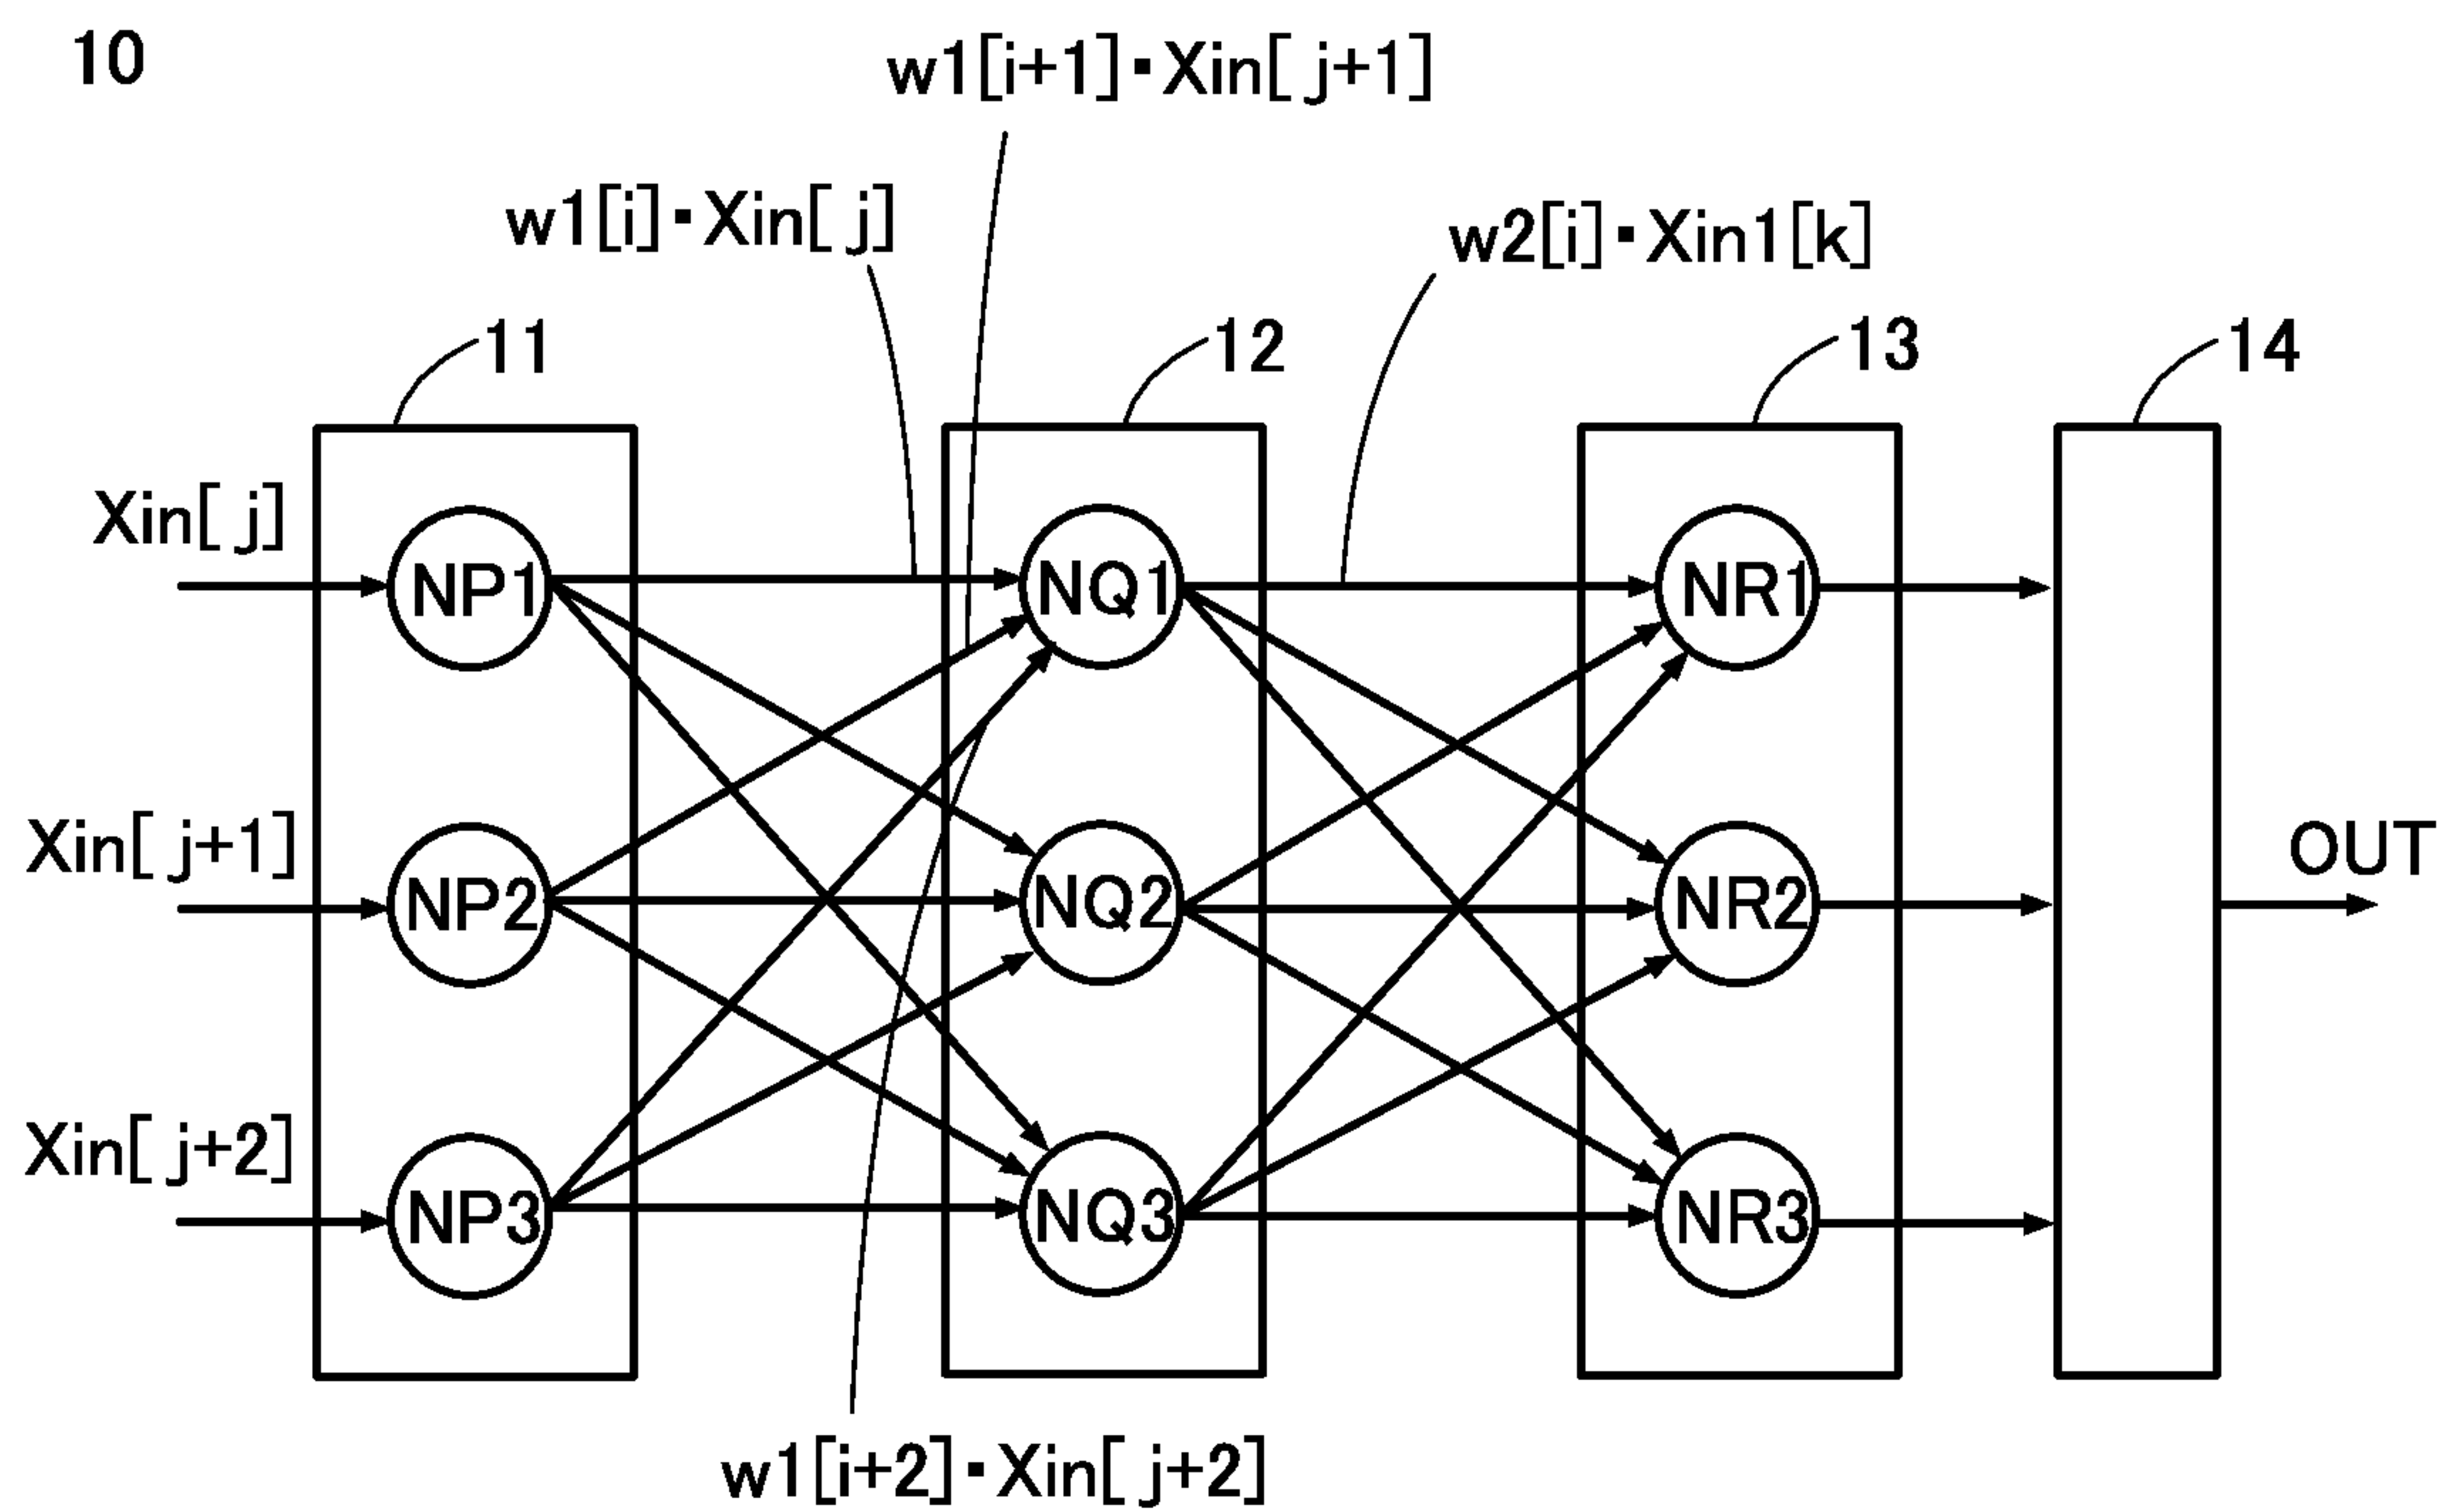 10
w1[i+1]▪Xin[ j+1]
w1[i]▪Xin[ j]
w2[i]▪Xin1[k]
11
12
13
14
Xin[ j]
NP1
NQ1
NR1
Xin[ j+1]
NP2
NQ2
NR2
OUT
Xin[ j+2]
NP3
NQ3
NR3
w1[i+2]▪Xin[ j+2]